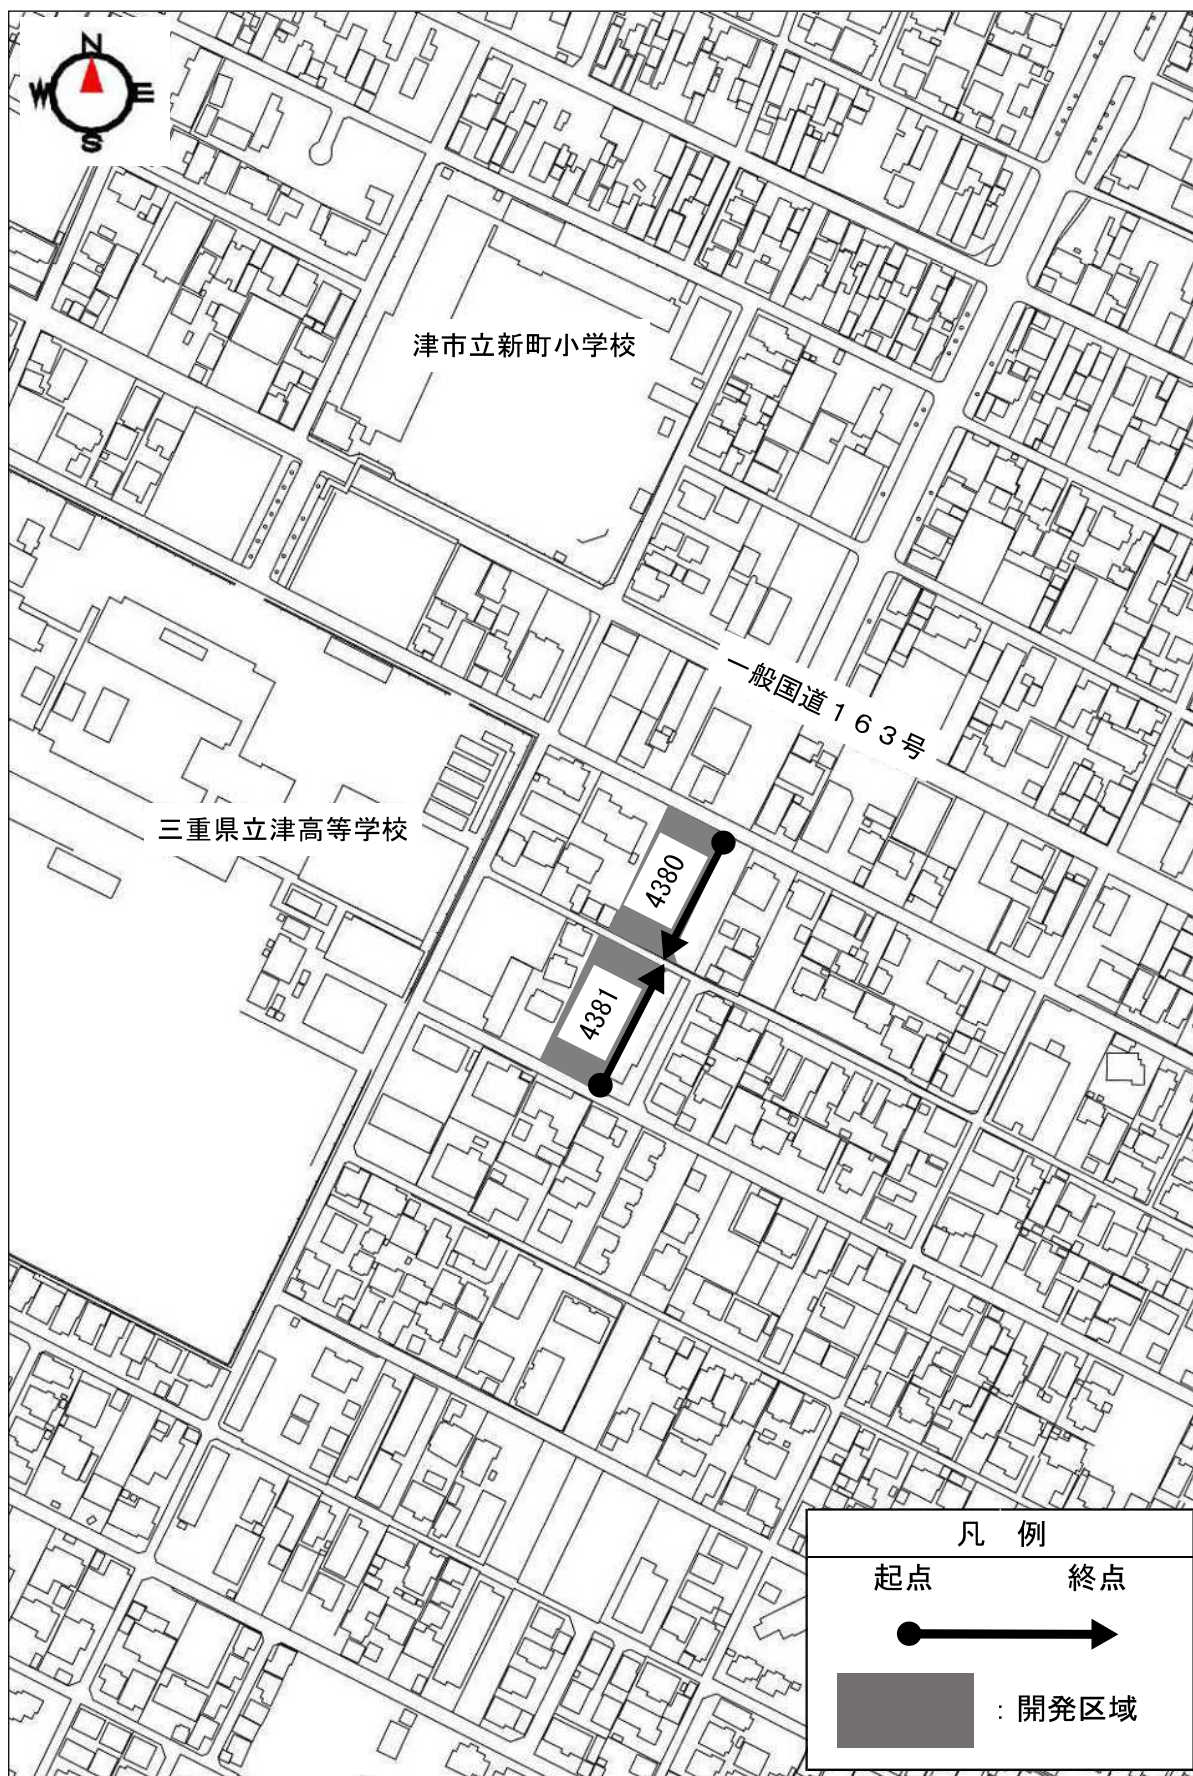 N
W E
S
津市立新町小学校
一般国道163号
三重県立津高等学校
4380
4381
凡 例
起点 終点
: 開発区域